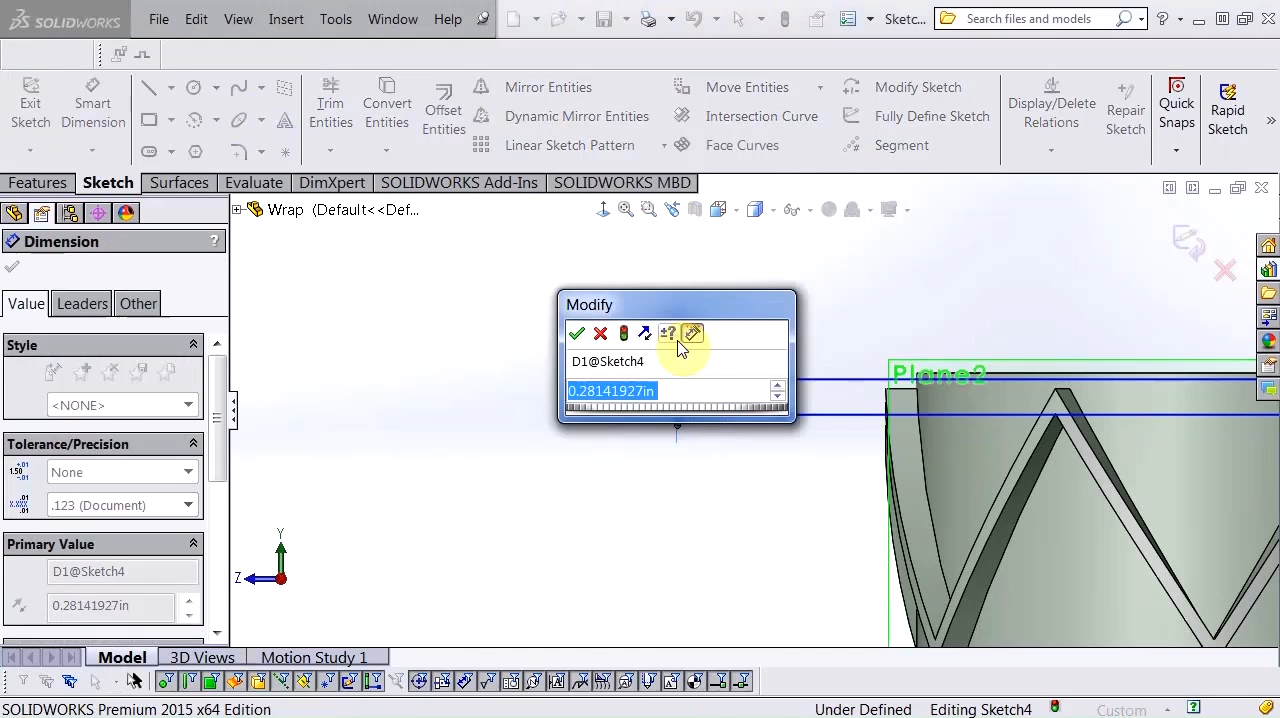 SOLIDWORKS File Edit View Insert Tools Window Help Sketc... Search files and models ?
Exit Sketch
Smart Dimension
Trim Entities
Convert Entities
Offset Entities
Mirror Entities
Dynamic Mirror Entities
Linear Sketch Pattern
Move Entities
Intersection Curve
Face Curves
Modify Sketch
Fully Define Sketch
Segment
Display/Delete Relations
Repair Sketch
Quick Snaps
Rapid Sketch
Features Sketch Surfaces Evaluate DimXpert SOLIDWORKS Add-Ins SOLIDWORKS MBD
Wrap (Default<<Def...
Dimension ?
Value Leaders Other
Style
<NONE>
Tolerance/Precision
None
.123 (Document)
Primary Value
D1@Sketch4
0.28141927in
Modify
D1@Sketch4
0.28141927in
Plane2
Y
Z
Model 3D Views Motion Study 1
SOLIDWORKS Premium 2015 x64 Edition Under Defined Editing Sketch4 Custom ?